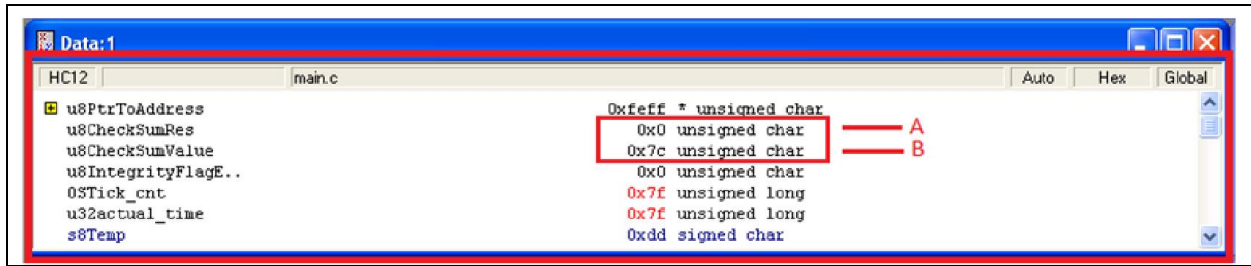 Data:1
HC12 main.c Auto Hex Global
u8PtrToAddress 0xfeff * unsigned char
u8CheckSumRes 0x0 unsigned char A
u8CheckSumValue 0x7c unsigned char B
u8IntegrityFlagE.. 0x0 unsigned char
OSTick_cnt 0x7f unsigned long
u32actual_time 0x7f unsigned long
s8Temp 0xdd signed char